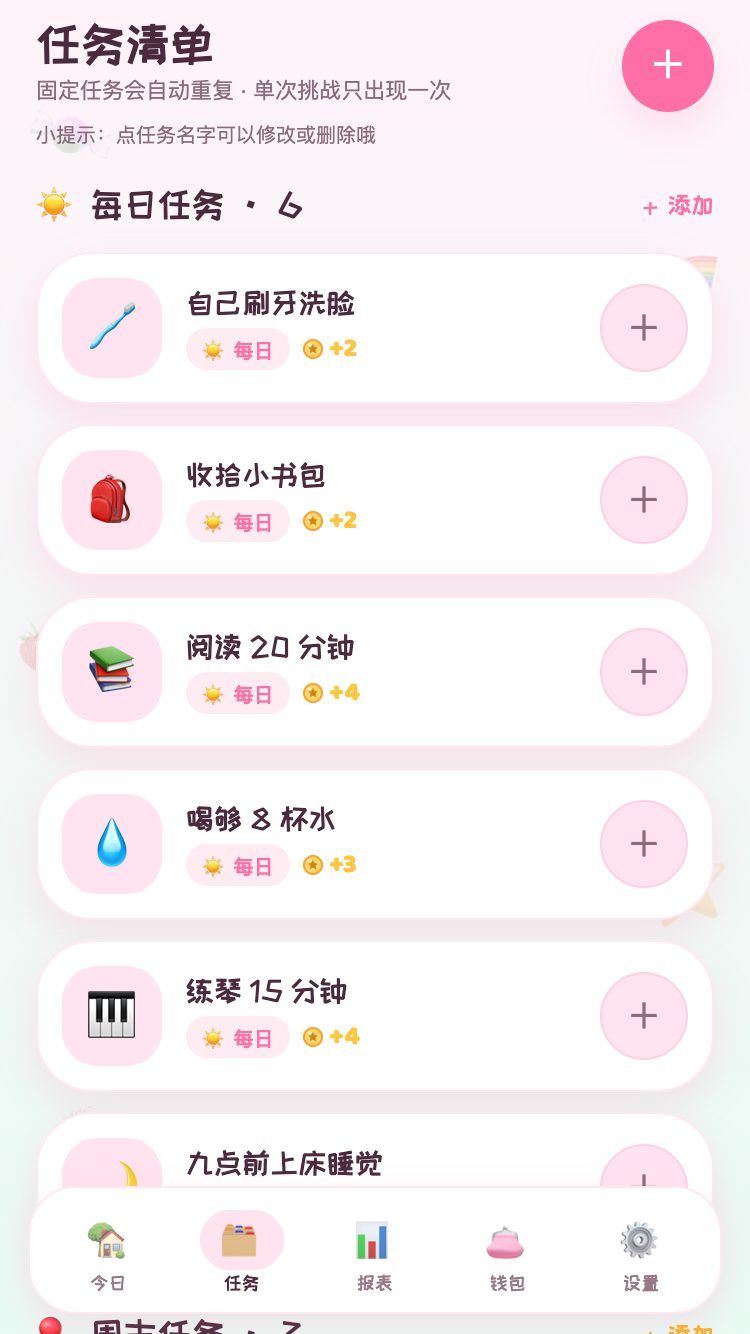 任务清单
固定任务会自动重复 · 单次挑战只出现一次
小提示：点任务名字可以修改或删除哦
每日任务 · 6
+ 添加
自己刷牙洗脸
每日 +2
收拾小书包
每日 +2
阅读 20 分钟
每日 +4
喝够 8 杯水
每日 +3
练琴 15 分钟
每日 +4
九点前上床睡觉
今日
任务
报表
钱包
设置
+ 添加